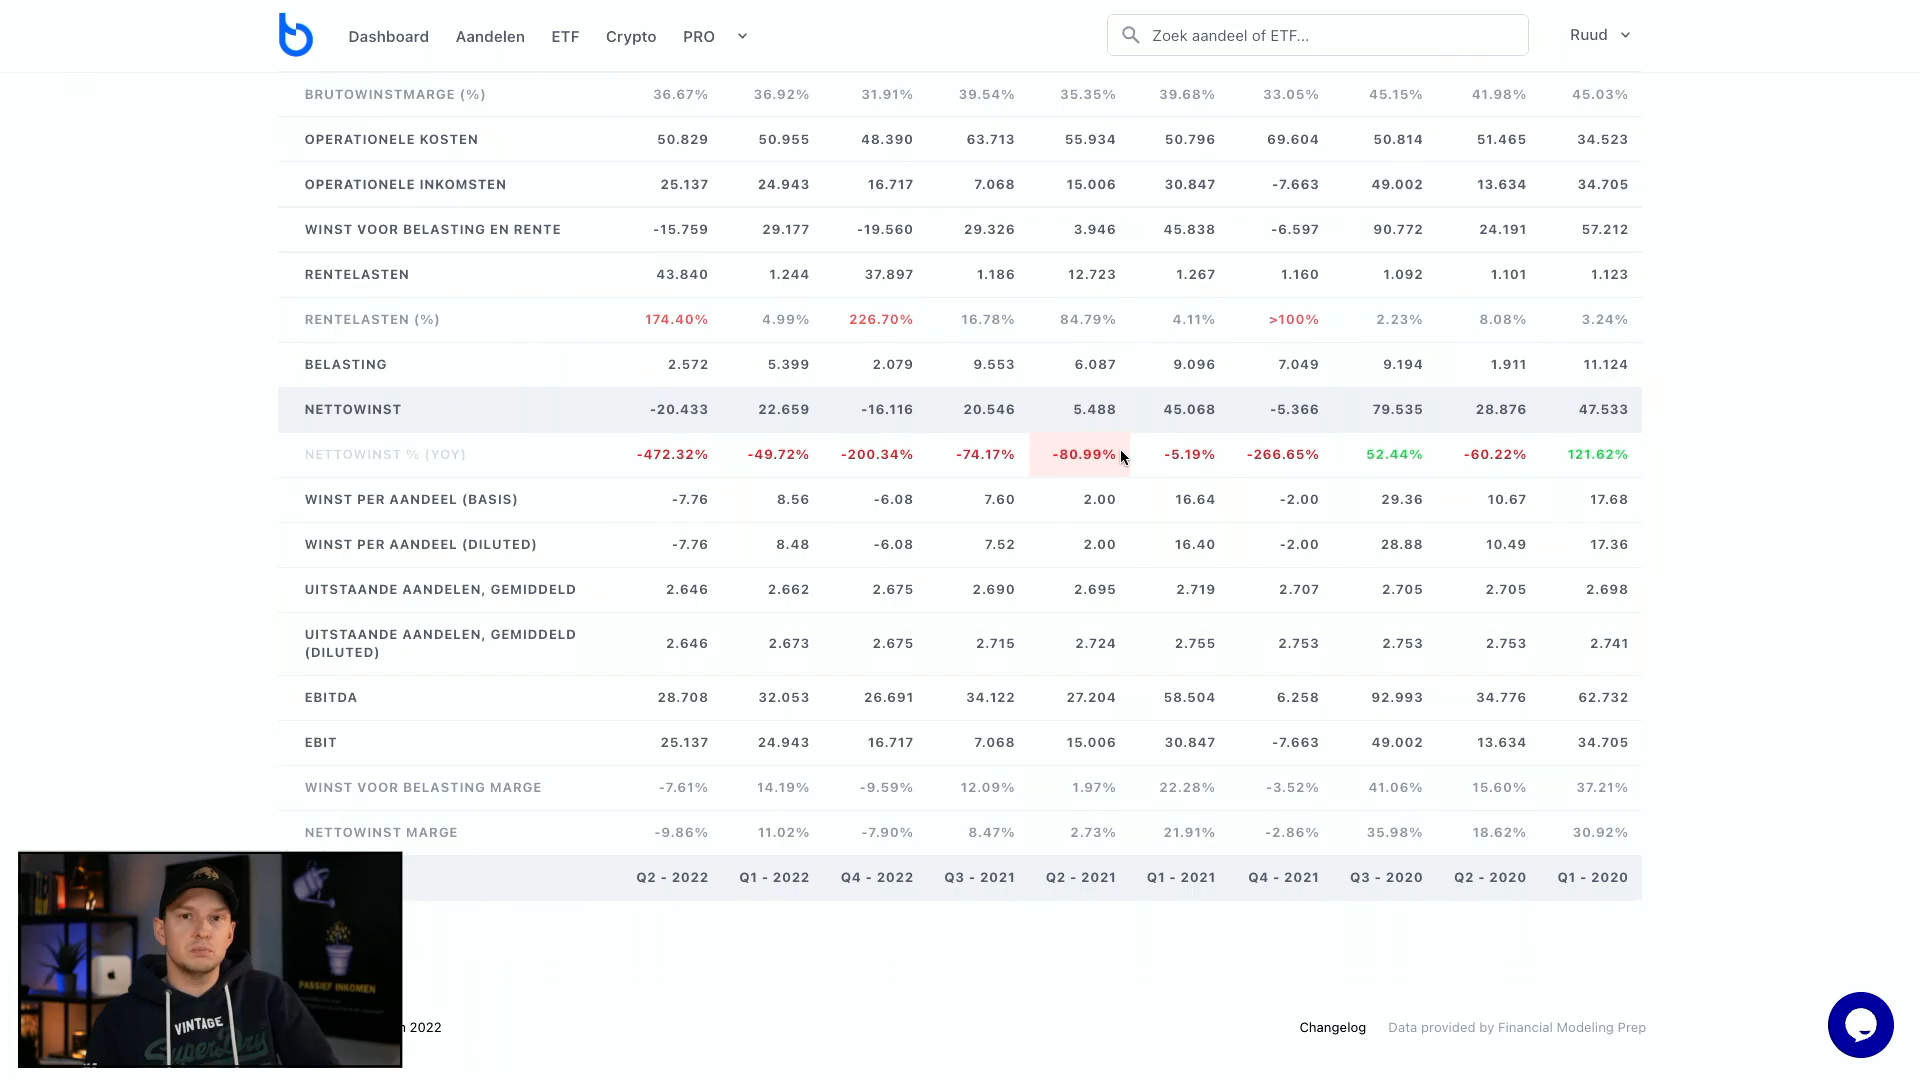 Dashboard Aandelen ETF Crypto PRO Zoek aandeel of ETF... Ruud
BRUTOWINSTMARGE (%) 36.67% 36.92% 31.91% 39.54% 35.35% 39.68% 33.05% 45.15% 41.98% 45.03%
OPERATIONELE KOSTEN 50.829 50.955 48.390 63.713 55.934 50.796 69.604 50.814 51.465 34.523
OPERATIONELE INKOMSTEN 25.137 24.943 16.717 7.068 15.006 30.847 -7.663 49.002 13.634 34.705
WINST VOOR BELASTING EN RENTE -15.759 29.177 -19.560 29.326 3.946 45.838 -6.597 90.772 24.191 57.212
RENTELASTEN 43.840 1.244 37.897 1.186 12.723 1.267 1.160 1.092 1.101 1.123
RENTELASTEN (%) 174.40% 4.99% 226.70% 16.78% 84.79% 4.11% >100% 2.23% 8.08% 3.24%
BELASTING 2.572 5.399 2.079 9.553 6.087 9.096 7.049 9.194 1.911 11.124
NETTOWINST -20.433 22.659 -16.116 20.546 5.488 45.068 -5.366 79.535 28.876 47.533
NETTOWINST % (YOY) -472.32% -49.72% -200.34% -74.17% -80.99% -5.19% -266.65% 52.44% -60.22% 121.62%
WINST PER AANDEEL (BASIS) -7.76 8.56 -6.08 7.60 2.00 16.64 -2.00 29.36 10.67 17.68
WINST PER AANDEEL (DILUTED) -7.76 8.48 -6.08 7.52 2.00 16.40 -2.00 28.88 10.49 17.36
UITSTAANDE AANDELEN, GEMIDDELD 2.646 2.662 2.675 2.690 2.695 2.719 2.707 2.705 2.705 2.698
UITSTAANDE AANDELEN, GEMIDDELD
(DILUTED) 2.646 2.673 2.675 2.715 2.724 2.755 2.753 2.753 2.753 2.741
EBITDA 28.708 32.053 26.691 34.122 27.204 58.504 6.258 92.993 34.776 62.732
EBIT 25.137 24.943 16.717 7.068 15.006 30.847 -7.663 49.002 13.634 34.705
WINST VOOR BELASTING MARGE -7.61% 14.19% -9.59% 12.09% 1.97% 22.28% -3.52% 41.06% 15.60% 37.21%
NETTOWINST MARGE -9.86% 11.02% -7.90% 8.47% 2.73% 21.91% -2.86% 35.98% 18.62% 30.92%
Q2 - 2022 Q1 - 2022 Q4 - 2022 Q3 - 2021 Q2 - 2021 Q1 - 2021 Q4 - 2021 Q3 - 2020 Q2 - 2020 Q1 - 2020
PASSIEF INKOMEN
VINTAGE
SuperDry
2022 Changelog Data provided by Financial Modeling Prep